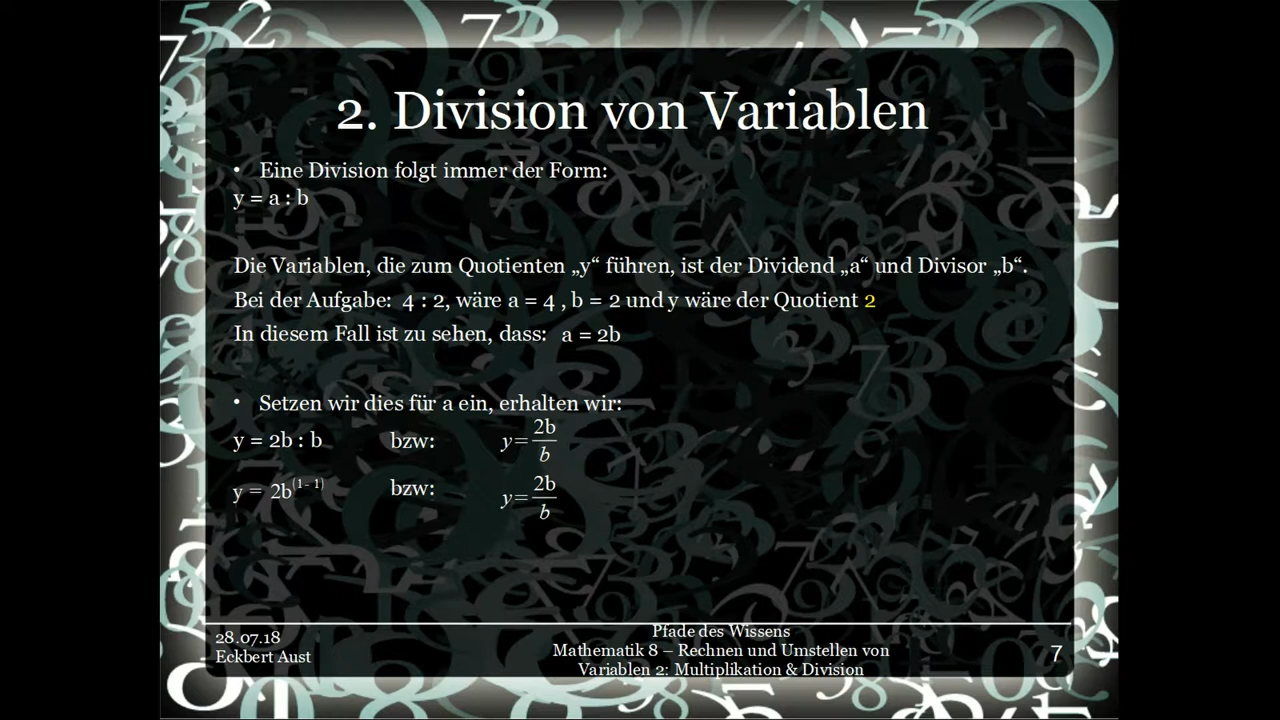 2. Division von Variablen
• Eine Division folgt immer der Form:
y = a : b
Die Variablen, die zum Quotienten „y“ führen, ist der Dividend „a“ und Divisor „b“.
Bei der Aufgabe: 4 : 2, wäre a = 4 , b = 2 und y wäre der Quotient 2
In diesem Fall ist zu sehen, dass: a = 2b
• Setzen wir dies für a ein, erhalten wir:
y = 2b : b bzw: y = 2b/b
y = 2b^(1 - 1) bzw: y = 2b/b
28.07.18
Eckbert Aust
Pfade des Wissens
Mathematik 8 – Rechnen und Umstellen von
Variablen 2: Multiplikation & Division
7